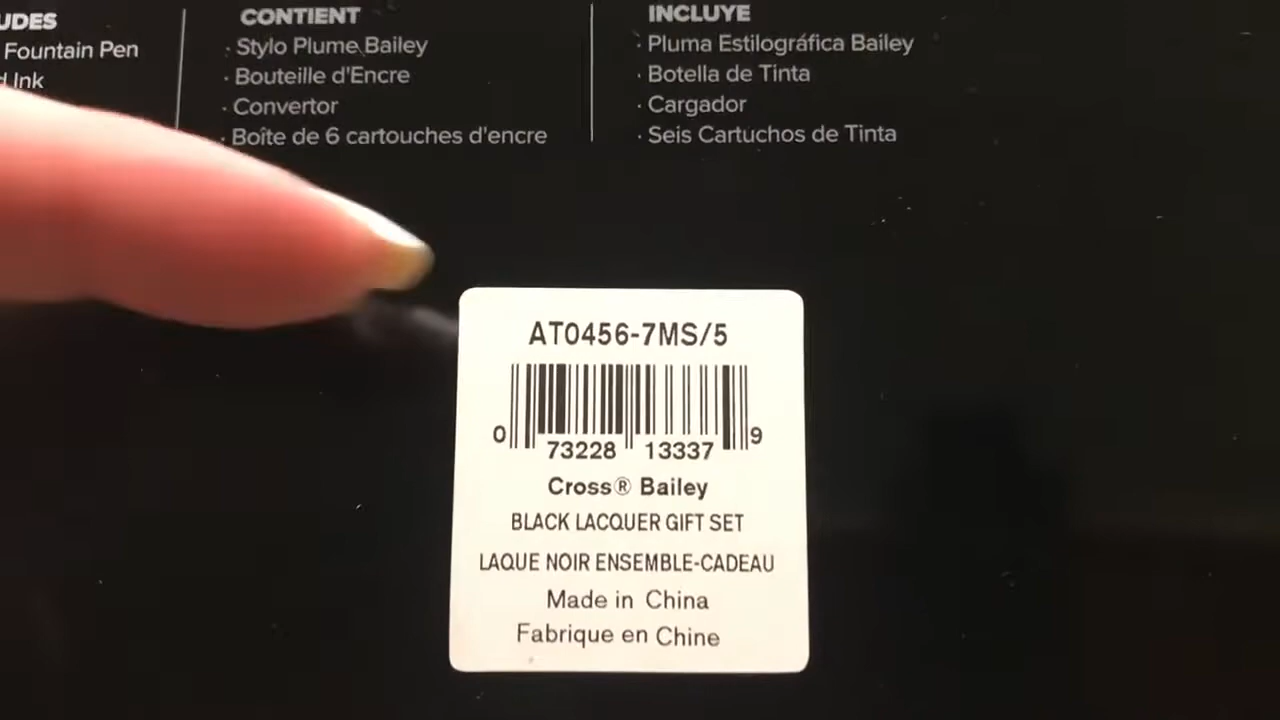 UDES
Fountain Pen
Ink
CONTIENT
· Stylo Plume Bailey
· Bouteille d'Encre
· Convertor
· Boîte de 6 cartouches d'encre
INCLUYE
· Pluma Estilográfica Bailey
· Botella de Tinta
· Cargador
· Seis Cartuchos de Tinta
AT0456-7MS/5
0 73228 13337 9
Cross® Bailey
BLACK LACQUER GIFT SET
LAQUE NOIR ENSEMBLE-CADEAU
Made in China
Fabrique en Chine